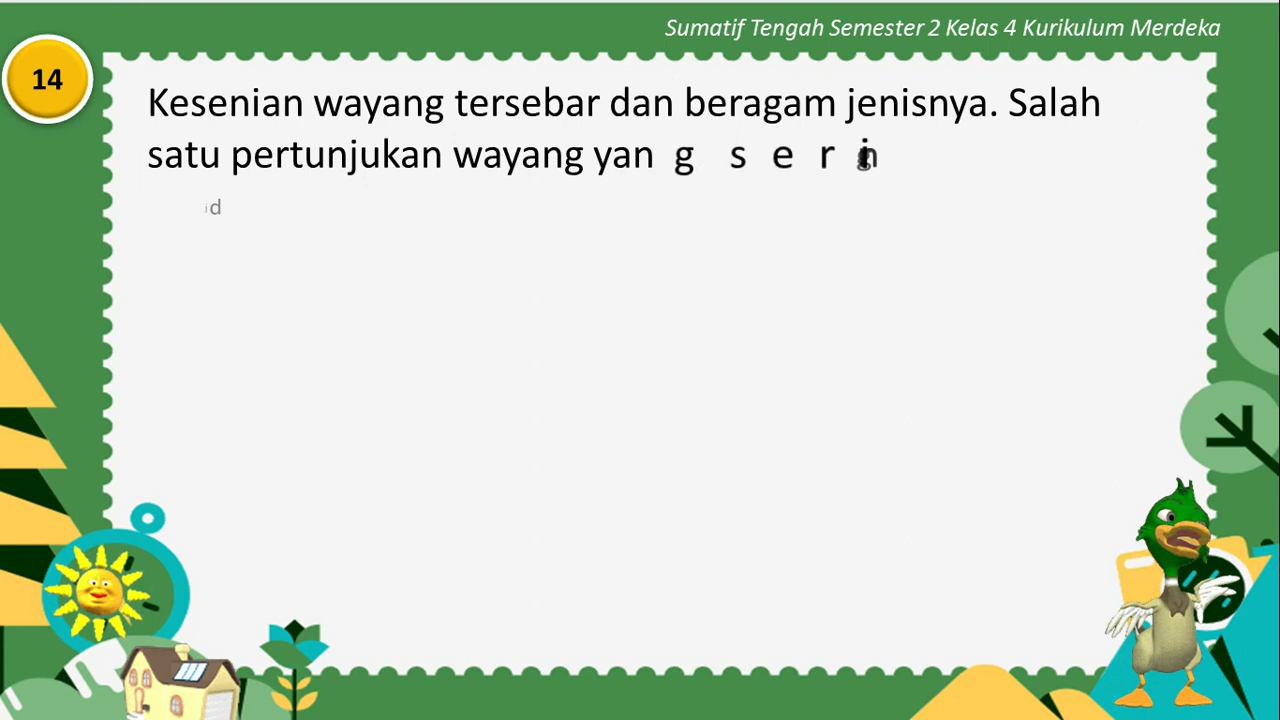 Sumatif Tengah Semester 2 Kelas 4 Kurikulum Merdeka
14
Kesenian wayang tersebar dan beragam jenisnya. Salah
satu pertunjukan wayang yang